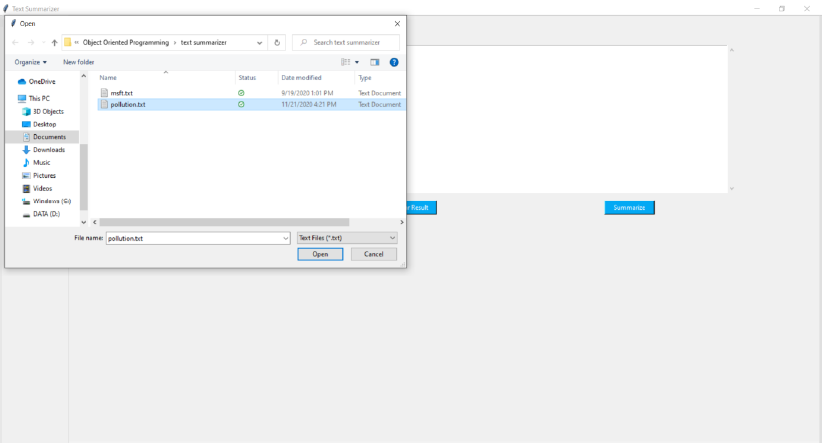 Text Summarizer
Open
« Object Oriented Programming › text summarizer
Search text summarizer
Organize
New folder
Name
Status
Date modified
Type
OneDrive
This PC
3D Objects
Desktop
Documents
Downloads
Music
Pictures
Videos
Windows (C:)
DATA (D:)
msft.txt
9/19/2020 1:01 PM
Text Document
pollution.txt
11/21/2020 4:21 PM
Text Document
Result
Summarize
File name:
pollution.txt
Text Files (*.txt)
Open
Cancel